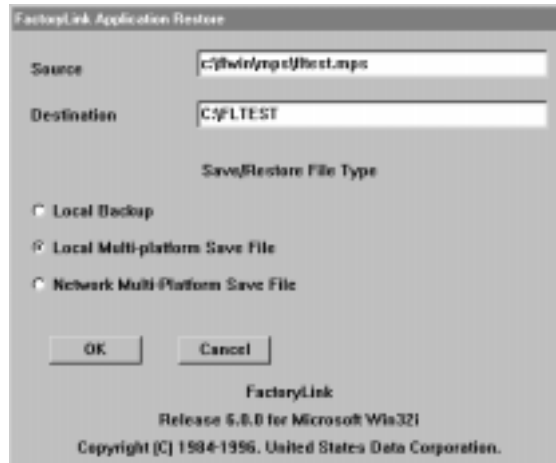 FactoryLink Application Restore
Source
c:\flwin\mps\fltest.mps
Destination
C:\FLTEST
Save/Restore File Type
Local Backup
Local Multi-platform Save File
Network Multi-Platform Save File
OK Cancel
FactoryLink
Release 6.0.0 for Microsoft Win32i
Copyright (C) 1984-1996. United States Data Corporation.